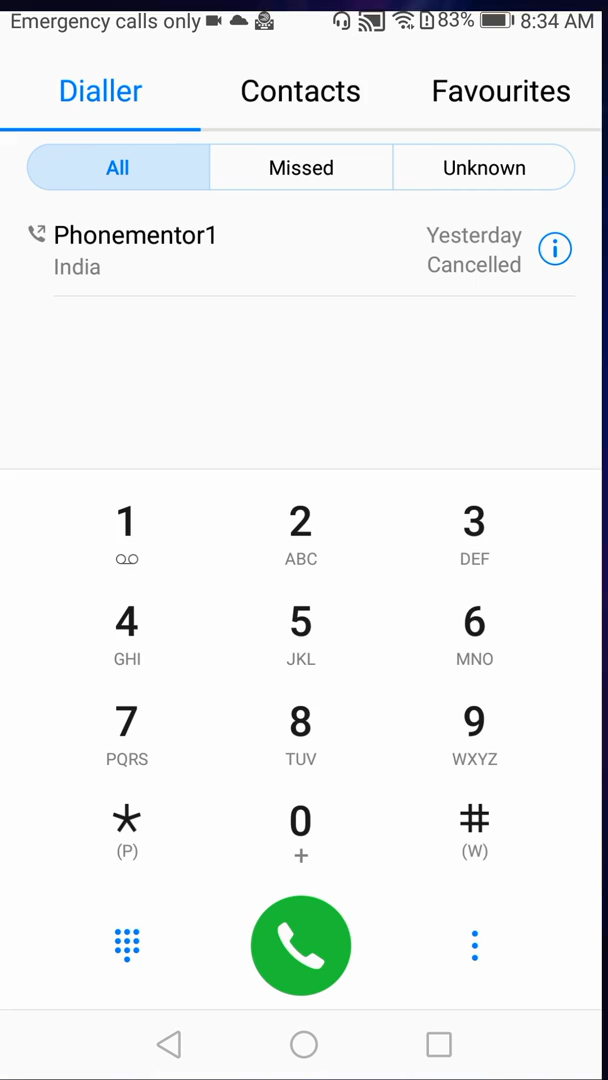 Emergency calls only 83% 8:34 AM
Dialler Contacts Favourites
All Missed Unknown
Phonementor1 Yesterday
India Cancelled
1 2 3
ABC DEF
4 5 6
GHI JKL MNO
7 8 9
PQRS TUV WXYZ
* 0 #
(P) + (W)